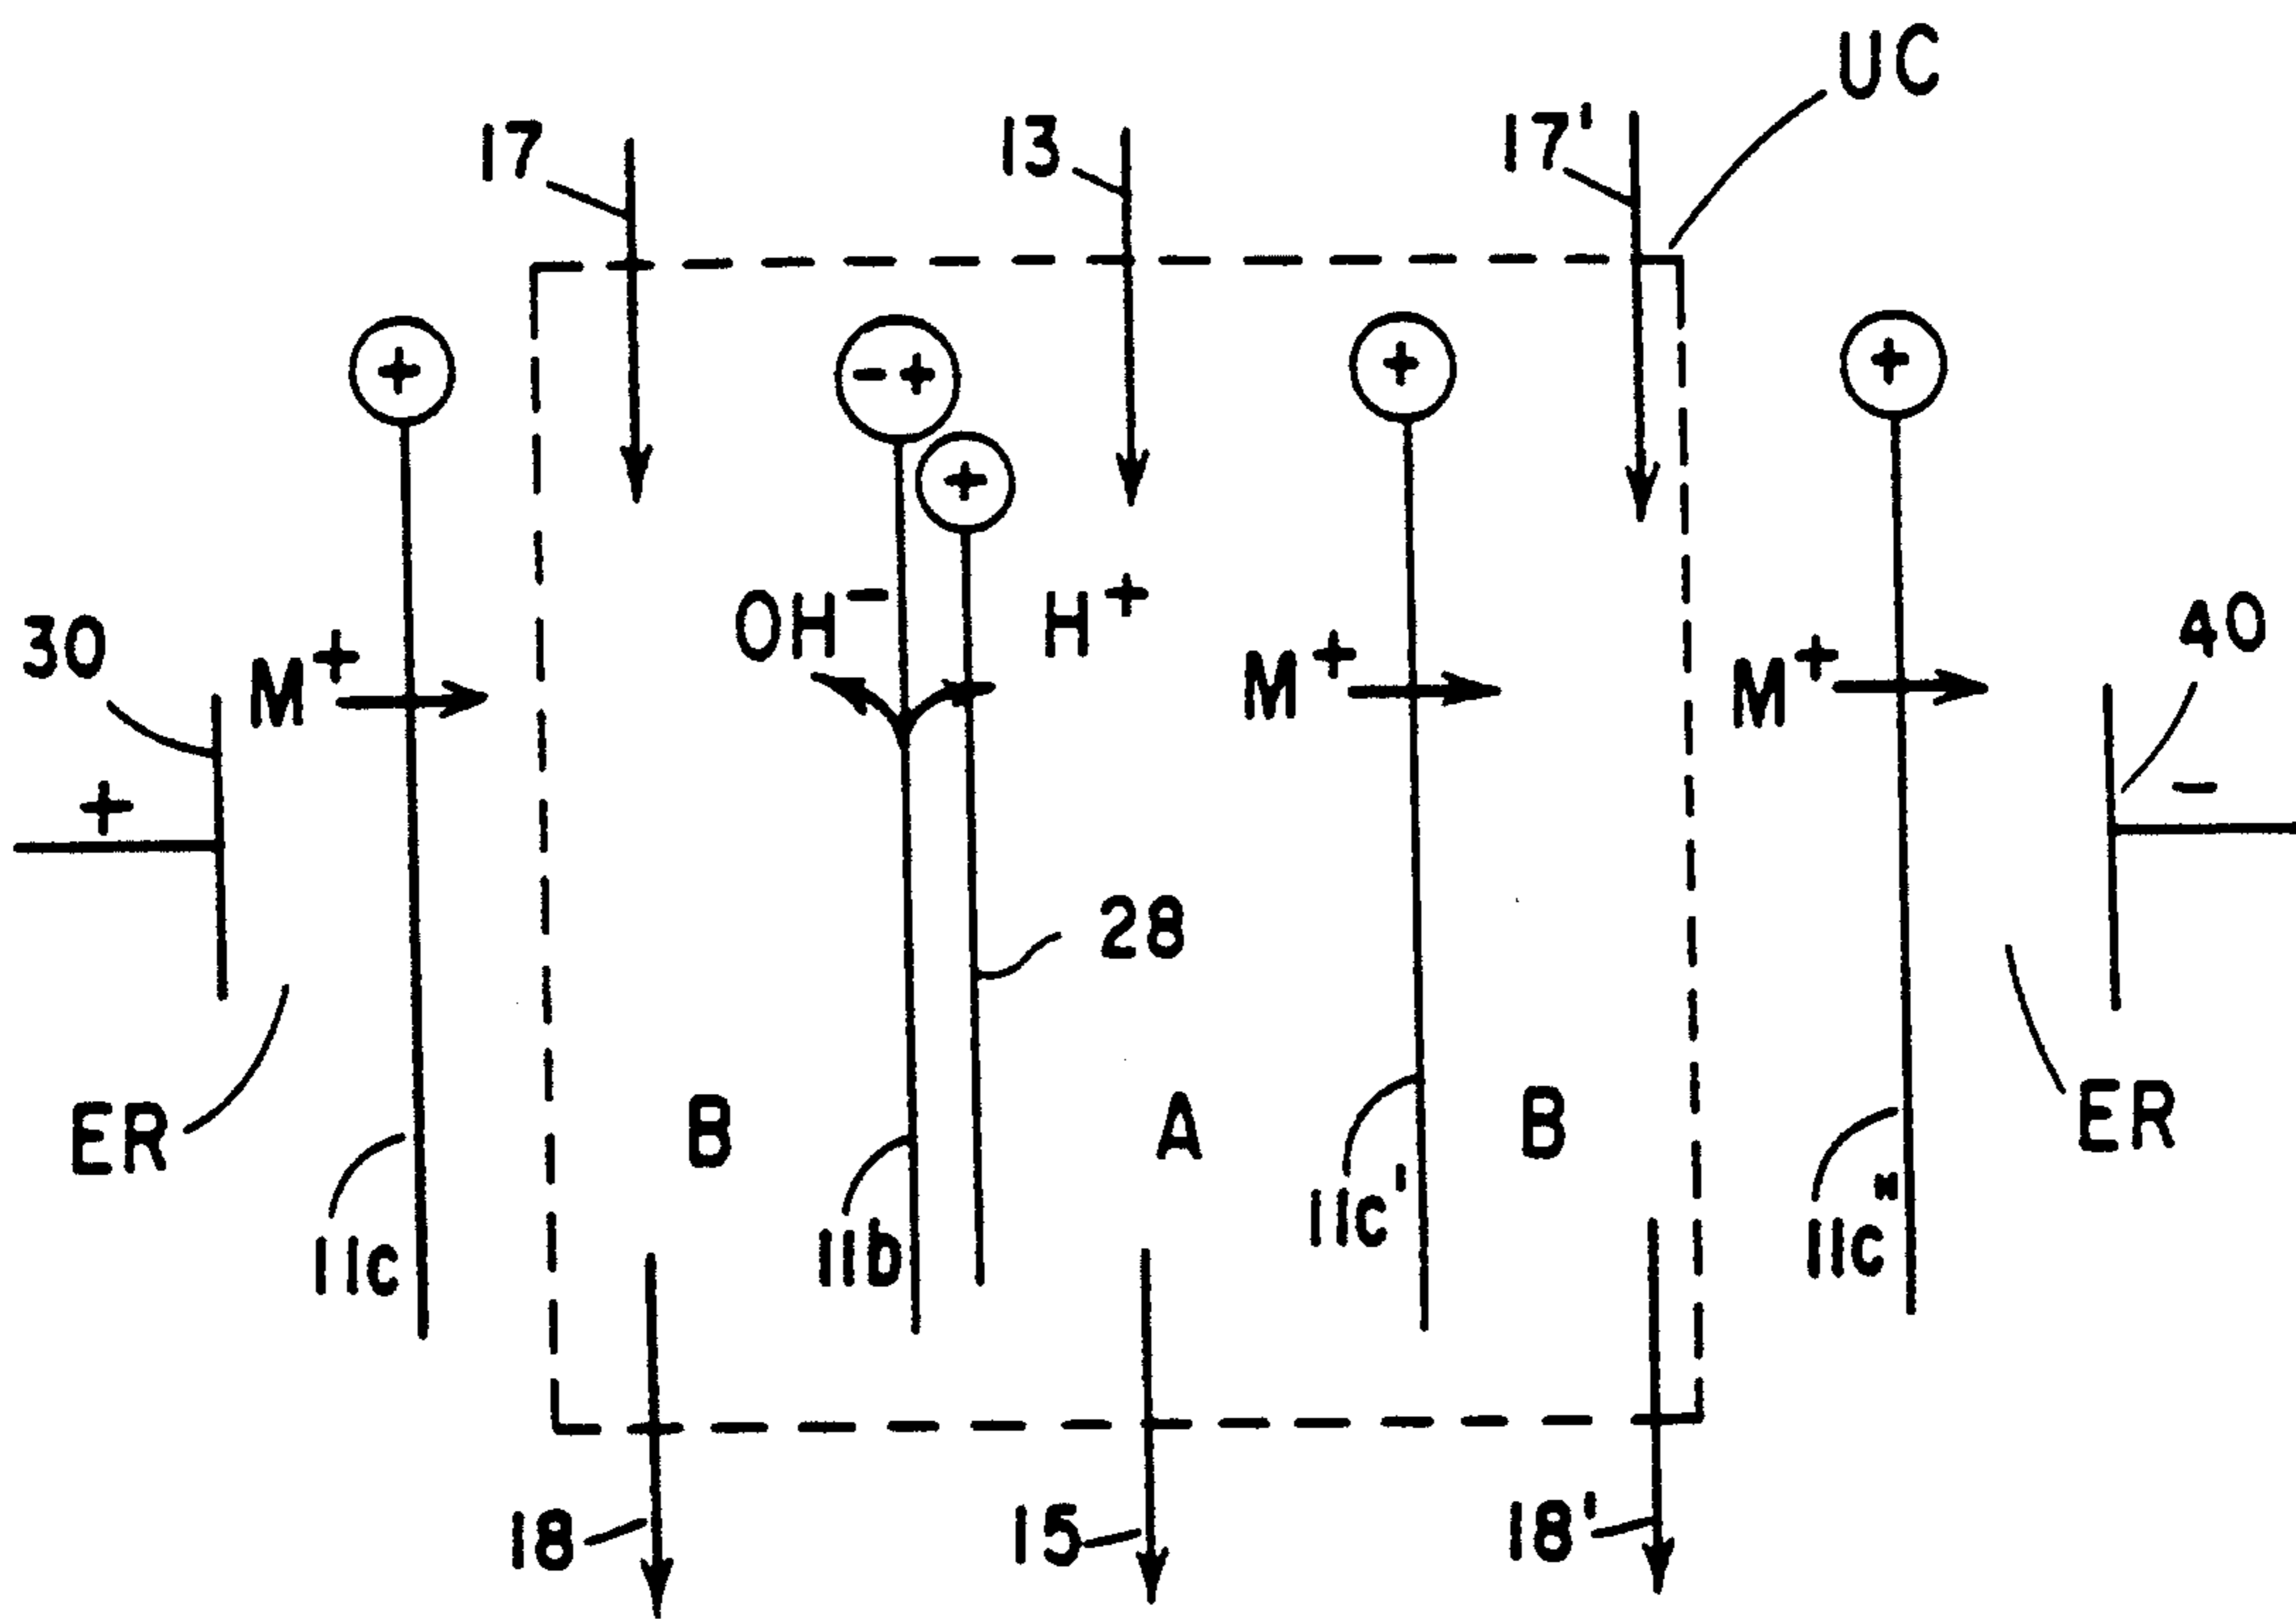 UC
17
13
17'
+
- +
+
+
+
OH⁻
H⁺
30
M⁺
M⁺
M⁺
40
+
-
28
ER
B
A
B
ER
11c
11b
11c'
11c"
18
15
18'